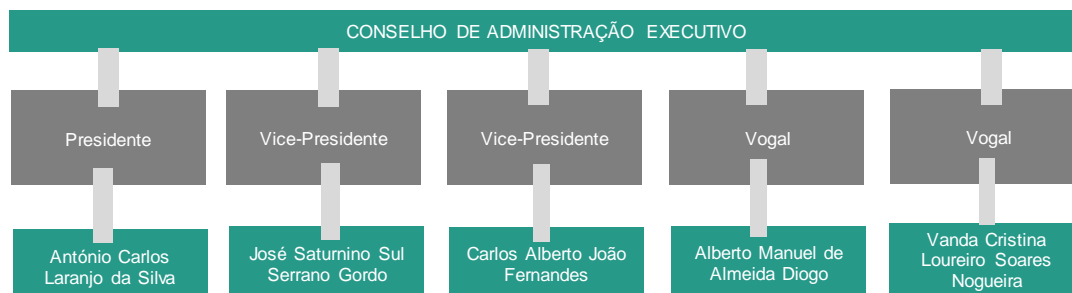 CONSELHO DE ADMINISTRAÇÃO EXECUTIVO
Presidente
Vice-Presidente
Vice-Presidente
Vogal
Vogal
António Carlos
Laranjo da Silva
José Saturnino Sul
Serrano Gordo
Carlos Alberto João
Fernandes
Alberto Manuel de
Almeida Diogo
Vanda Cristina
Loureiro Soares
Nogueira